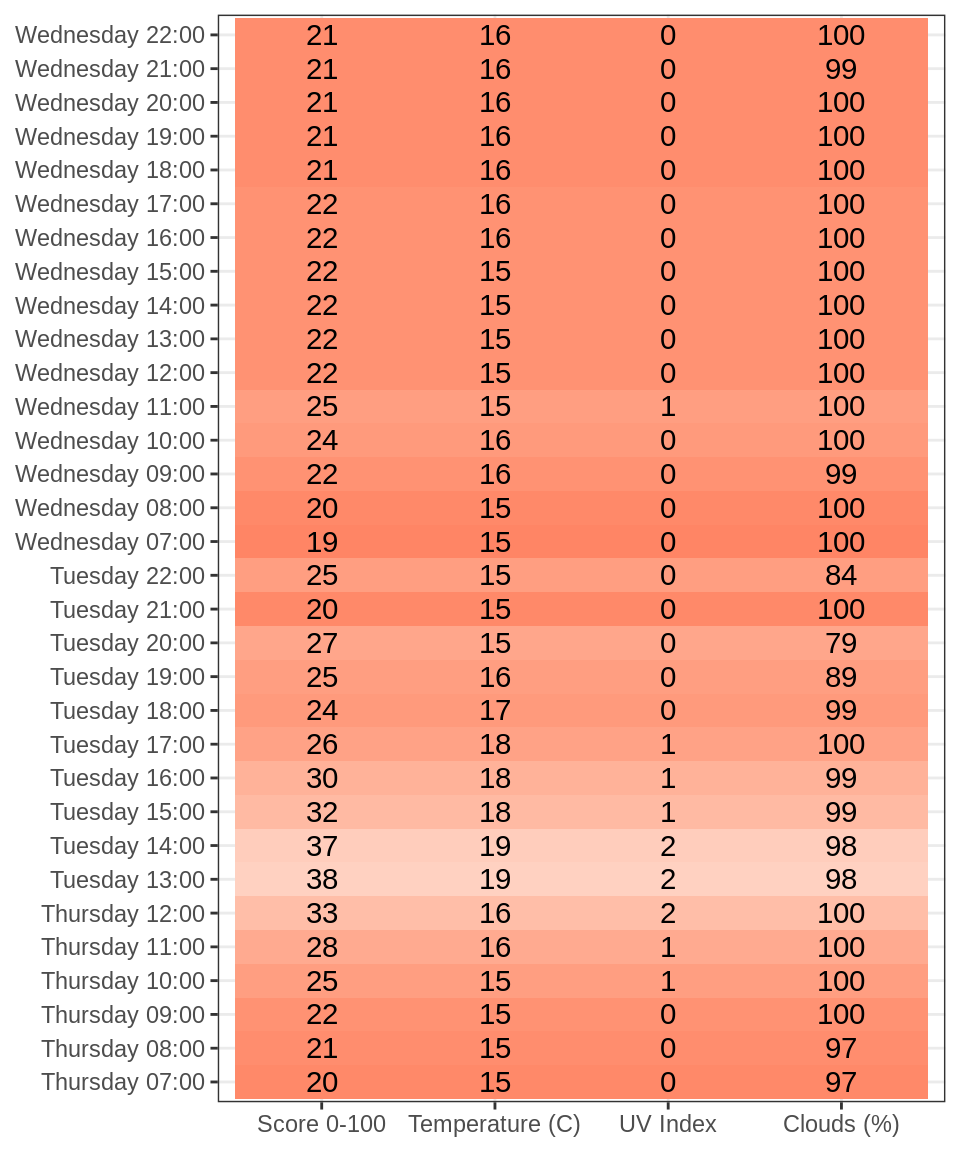 Wednesday 22:00 21 16 0 100
Wednesday 21:00 21 16 0 99
Wednesday 20:00 21 16 0 100
Wednesday 19:00 21 16 0 100
Wednesday 18:00 21 16 0 100
Wednesday 17:00 22 16 0 100
Wednesday 16:00 22 16 0 100
Wednesday 15:00 22 15 0 100
Wednesday 14:00 22 15 0 100
Wednesday 13:00 22 15 0 100
Wednesday 12:00 22 15 0 100
Wednesday 11:00 25 15 1 100
Wednesday 10:00 24 16 0 100
Wednesday 09:00 22 16 0 99
Wednesday 08:00 20 15 0 100
Wednesday 07:00 19 15 0 100
Tuesday 22:00 25 15 0 84
Tuesday 21:00 20 15 0 100
Tuesday 20:00 27 15 0 79
Tuesday 19:00 25 16 0 89
Tuesday 18:00 24 17 0 99
Tuesday 17:00 26 18 1 100
Tuesday 16:00 30 18 1 99
Tuesday 15:00 32 18 1 99
Tuesday 14:00 37 19 2 98
Tuesday 13:00 38 19 2 98
Thursday 12:00 33 16 2 100
Thursday 11:00 28 16 1 100
Thursday 10:00 25 15 1 100
Thursday 09:00 22 15 0 100
Thursday 08:00 21 15 0 97
Thursday 07:00 20 15 0 97
Score 0-100 Temperature (C) UV Index Clouds (%)